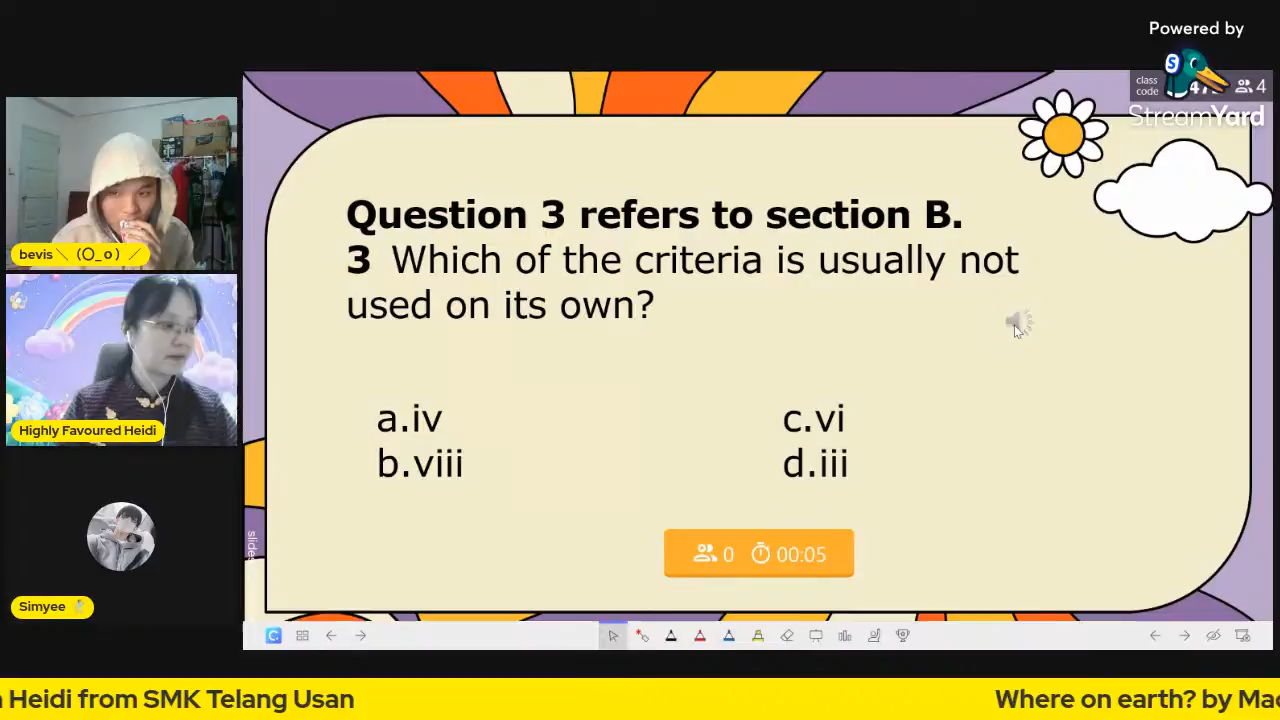 Powered by
class
code
4
StreamYard
Question 3 refers to section B.
3 Which of the criteria is usually not
used on its own?
a.iv
c.vi
b.viii
d.iii
0 00:05
bevis＼（〇_ｏ）／
Highly Favoured Heidi
Simyee
Heidi from SMK Telang Usan
Where on earth? by